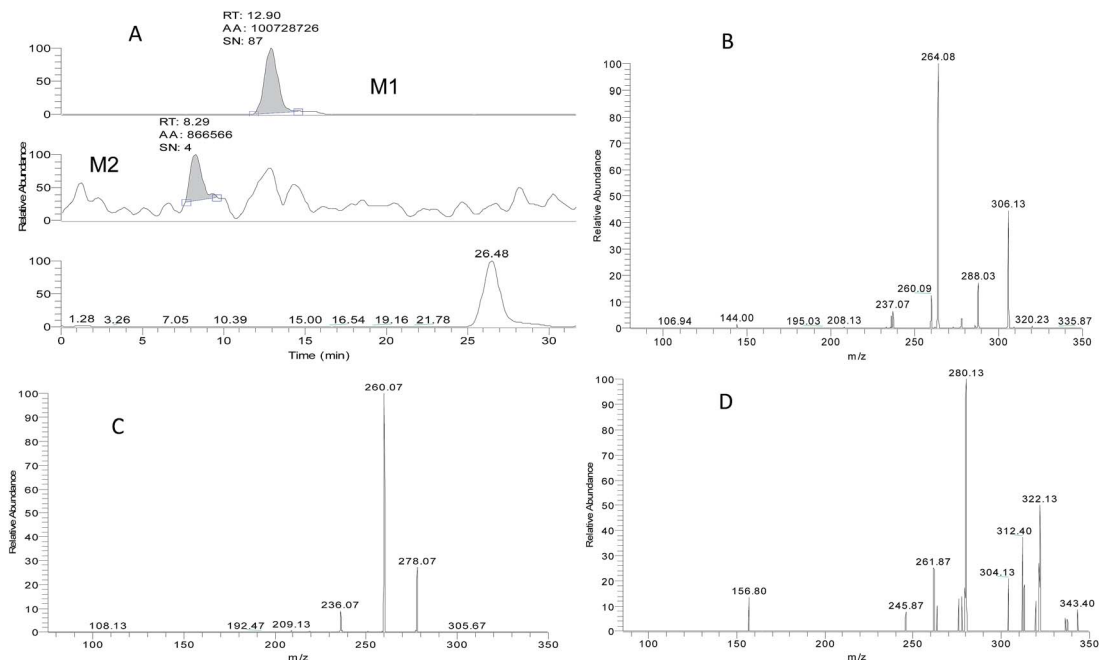 A
RT: 12.90
AA: 100728726
SN: 87
100
50
0
M1
RT: 8.29
AA: 866566
SN: 4
M2
100
50
0
Relative Abundance
100
50
0
26.48
1.28 3.26 7.05 10.39 15.00 16.54 19.16 21.78
0 5 10 15 20 25 30
Time (min)
B
264.08
306.13
288.03
260.09
237.07
106.94 144.00 195.03 208.13 320.23 335.87
100
90
80
70
60
50
40
30
20
10
0
Relative Abundance
100 150 200 250 300 350
m/z
C
260.07
278.07
236.07
108.13 192.47 209.13 305.67
100
90
80
70
60
50
40
30
20
10
0
Relative Abundance
100 150 200 250 300 350
m/z
D
280.13
322.13
312.40
304.13
261.87
156.80 245.87 343.40
100
90
80
70
60
50
40
30
20
10
0
Relative Abundance
100 150 200 250 300 350
m/z